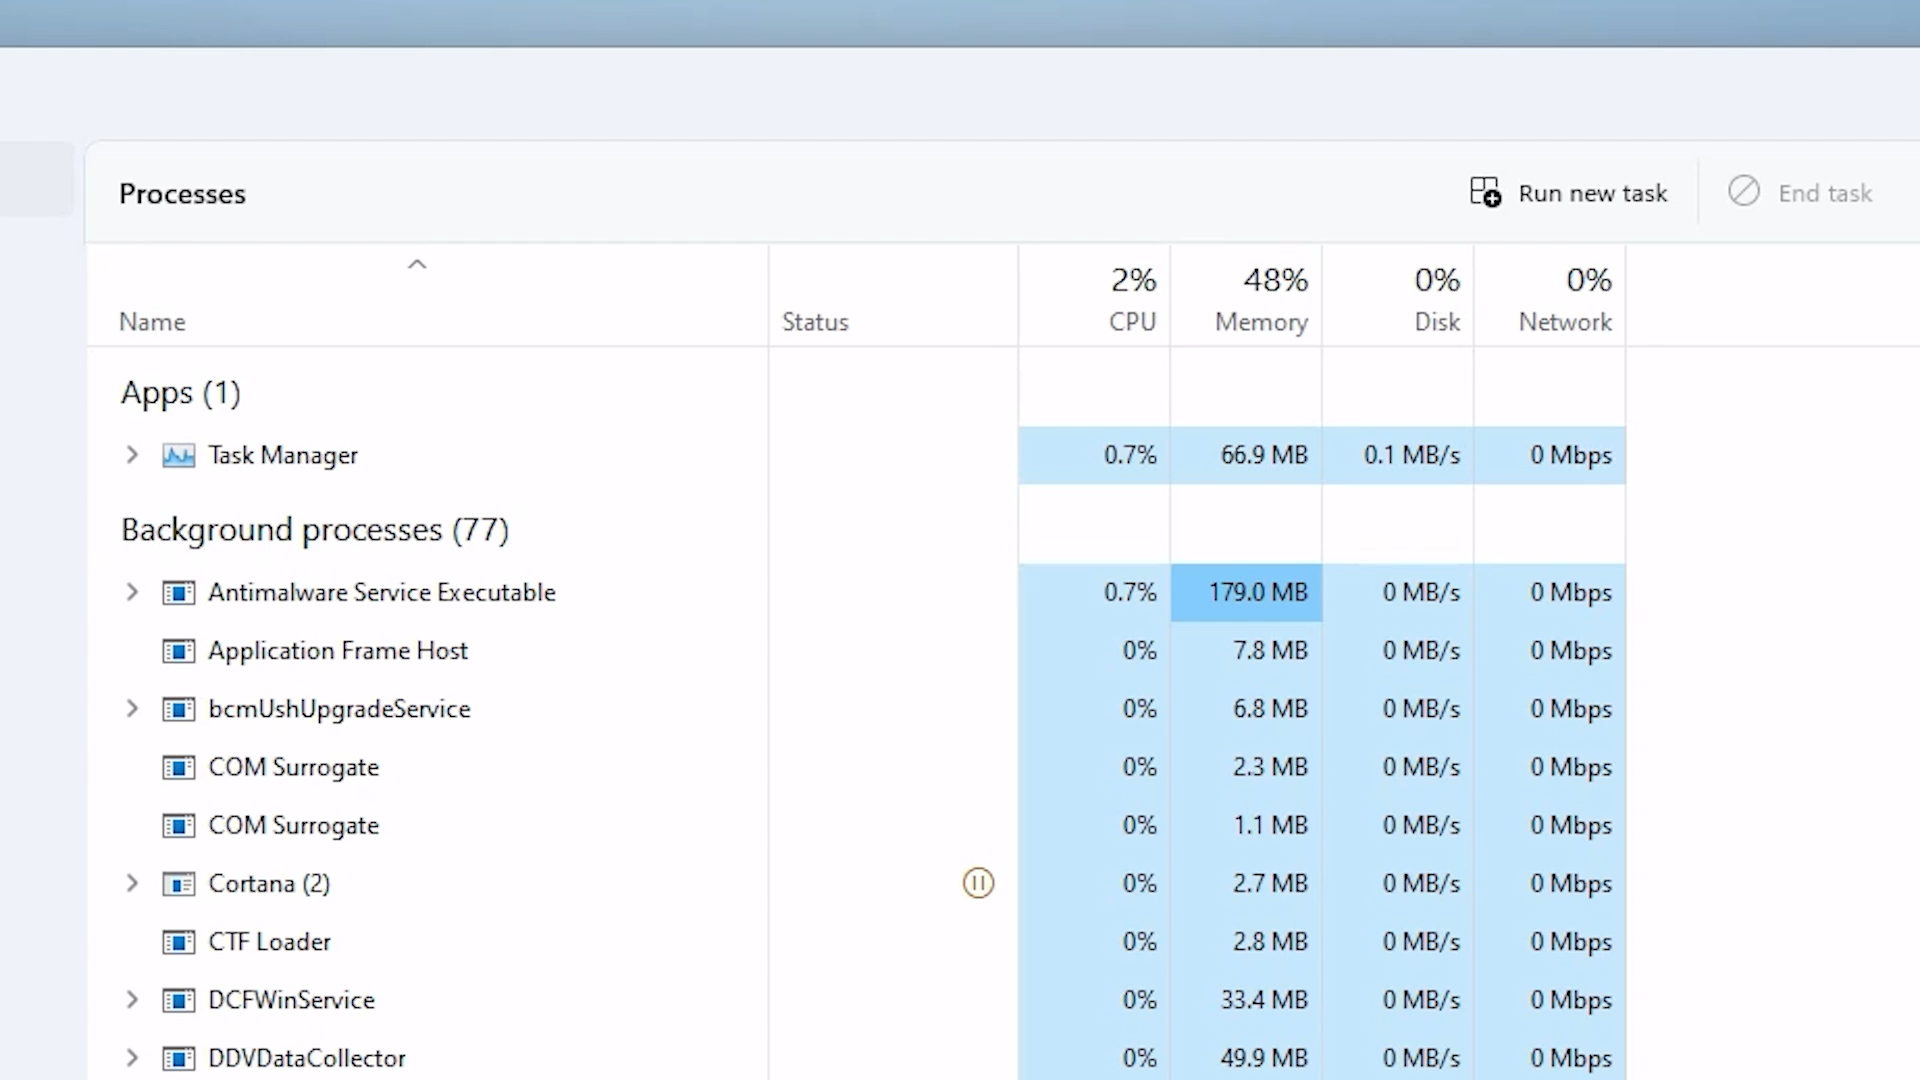 Processes
Run new task
End task
2% 48% 0% 0%
Name Status CPU Memory Disk Network
Apps (1)
Task Manager 0.7% 66.9 MB 0.1 MB/s 0 Mbps
Background processes (77)
Antimalware Service Executable 0.7% 179.0 MB 0 MB/s 0 Mbps
Application Frame Host 0% 7.8 MB 0 MB/s 0 Mbps
bcmUshUpgradeService 0% 6.8 MB 0 MB/s 0 Mbps
COM Surrogate 0% 2.3 MB 0 MB/s 0 Mbps
COM Surrogate 0% 1.1 MB 0 MB/s 0 Mbps
Cortana (2) 0% 2.7 MB 0 MB/s 0 Mbps
CTF Loader 0% 2.8 MB 0 MB/s 0 Mbps
DCFWinService 0% 33.4 MB 0 MB/s 0 Mbps
DDVDataCollector 0% 49.9 MB 0 MB/s 0 Mbps